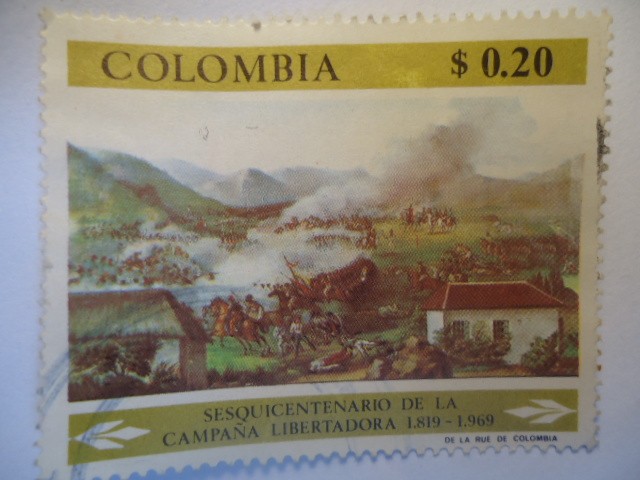 COLOMBIA $ 0.20
SESQUICENTENARIO DE LA
CAMPAÑA LIBERTADORA 1.819 - 1.969
DE LA RUE DE COLOMBIA